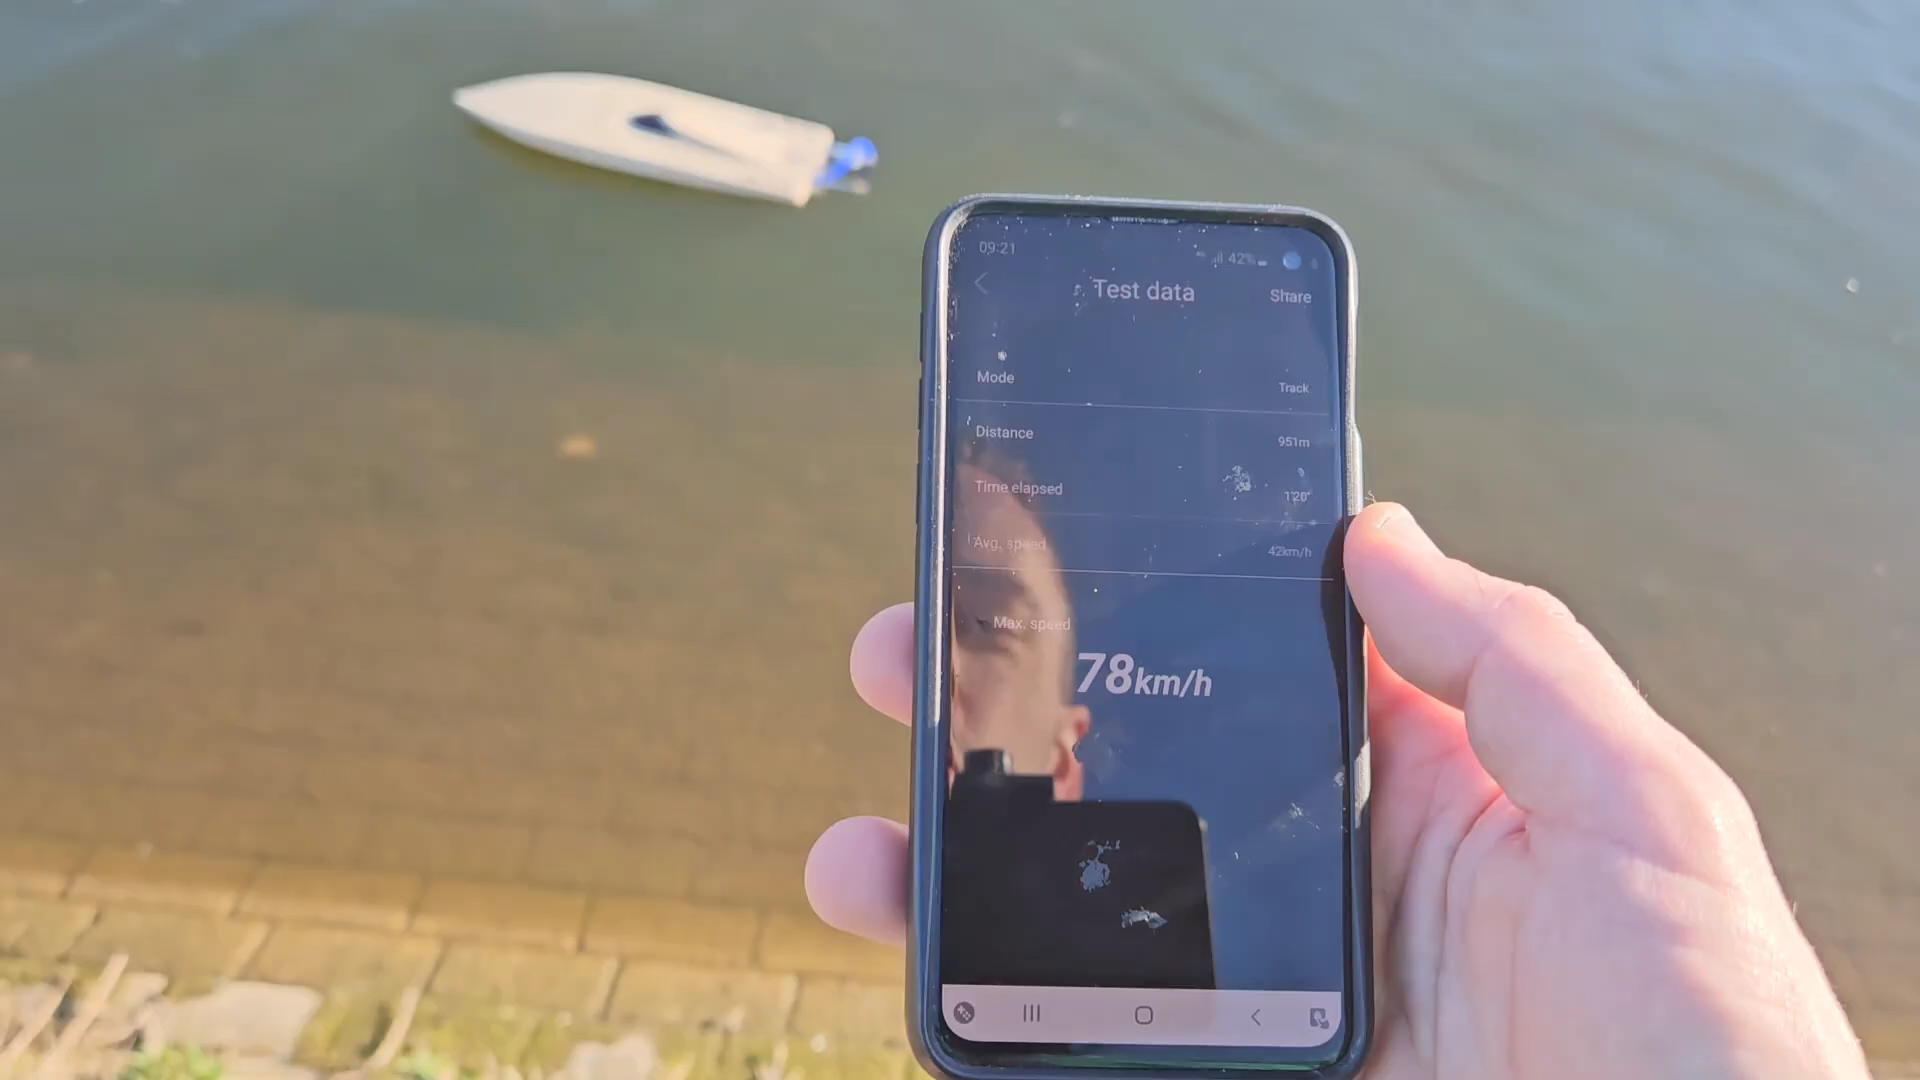 09:21
42%
Test data
Share
Mode
Track
Distance
951m
Time elapsed
1'20"
Avg. speed
42km/h
Max. speed
78km/h